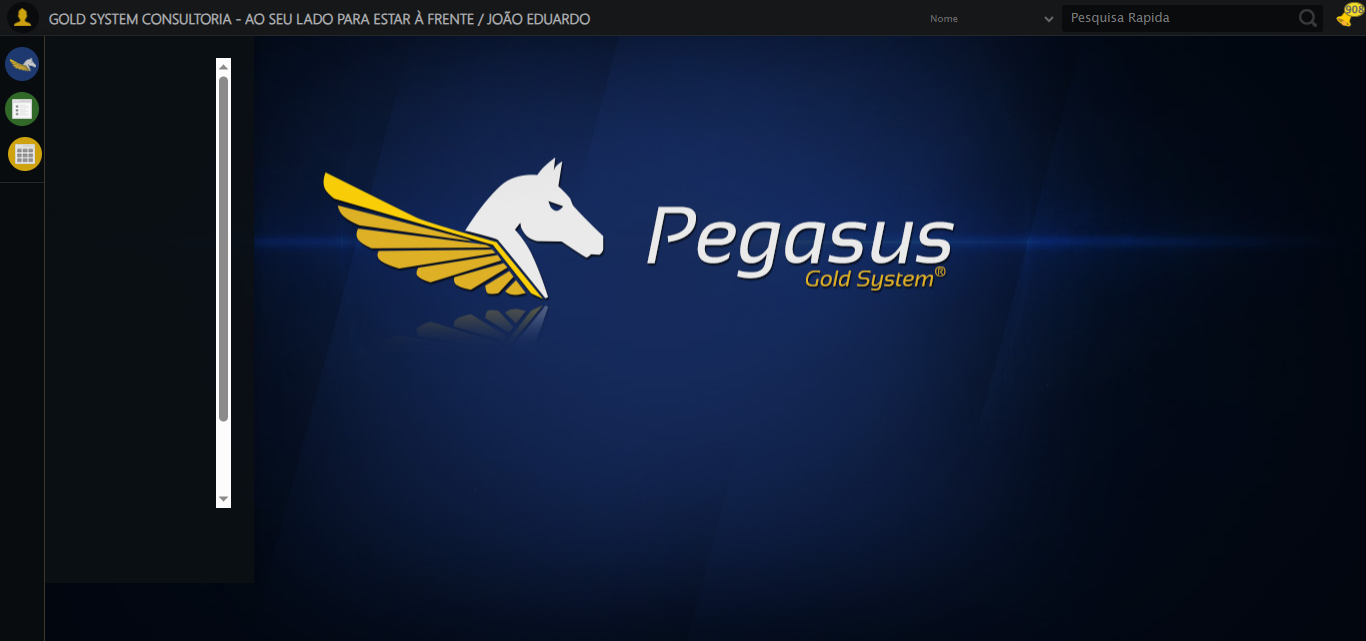 GOLD SYSTEM CONSULTORIA - AO SEU LADO PARA ESTAR À FRENTE / JOÃO EDUARDO
Nome
Pesquisa Rapida
908
Pegasus
Gold System®